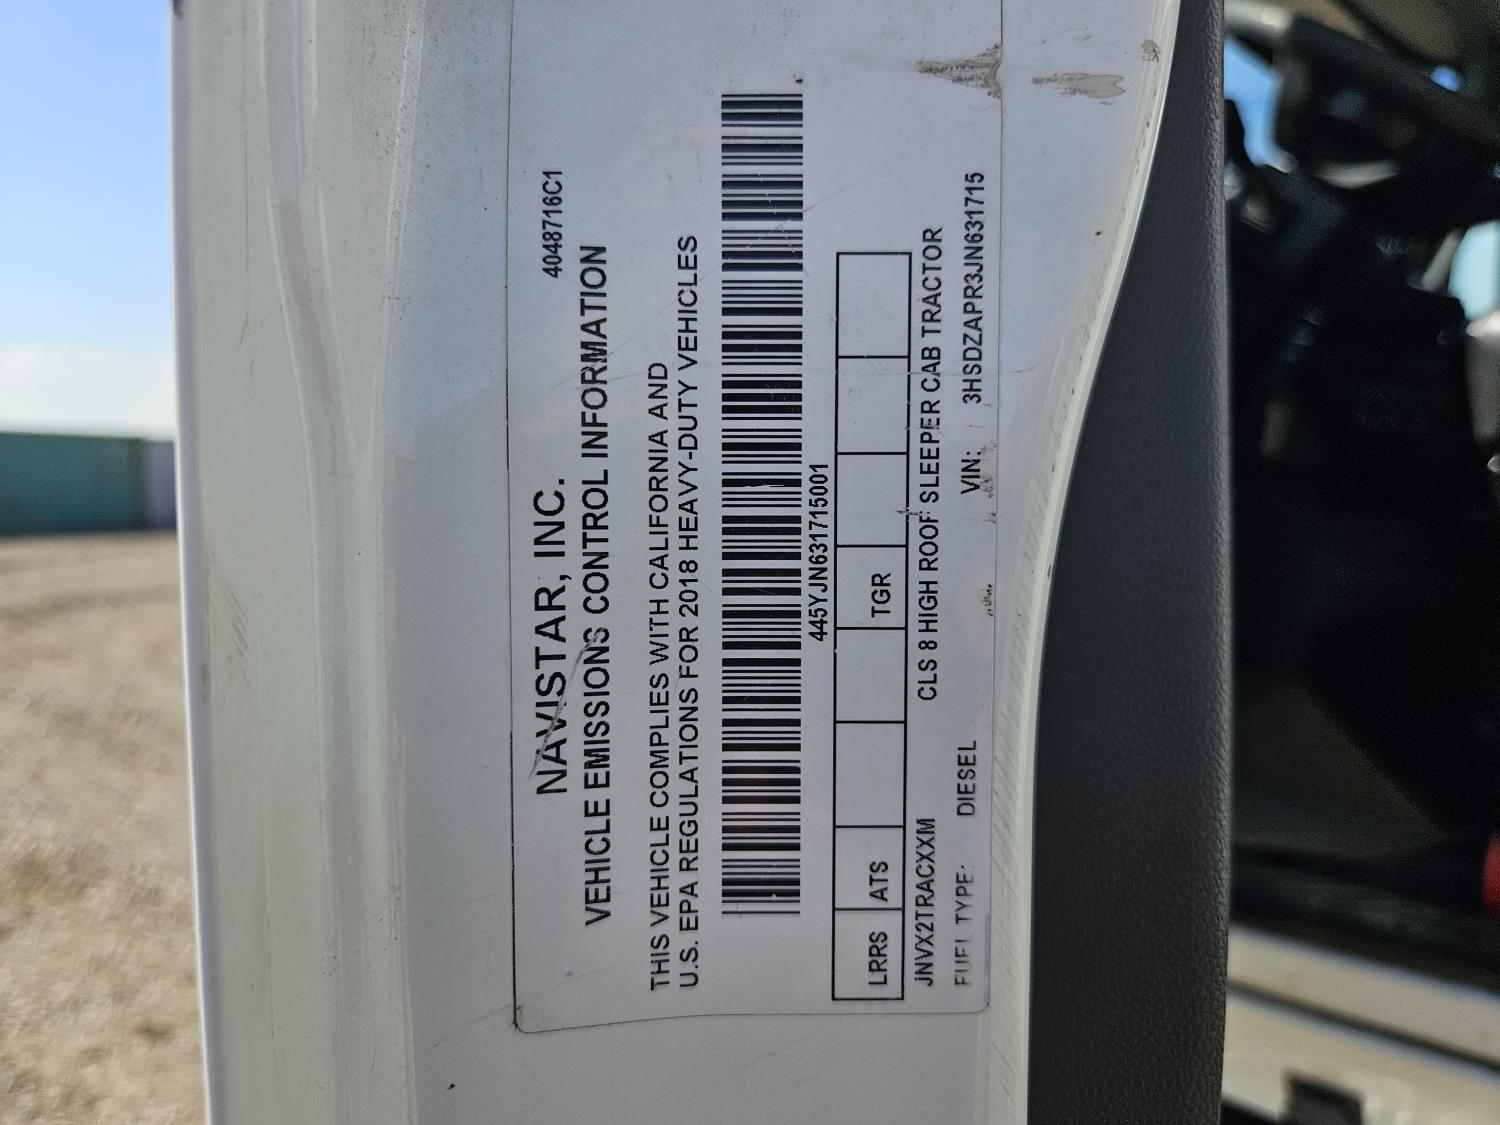 4048716C1
NAVISTAR, INC.
VEHICLE EMISSIONS CONTROL INFORMATION
THIS VEHICLE COMPLIES WITH CALIFORNIA AND
U.S. EPA REGULATIONS FOR 2018 HEAVY-DUTY VEHICLES
445YJN631715001
LRRS ATS TGR
JNVX2TRACXXM CLS 8 HIGH ROOF SLEEPER CAB TRACTOR
FUEL TYPE: DIESEL VIN: 3HSDZAPR3JN631715